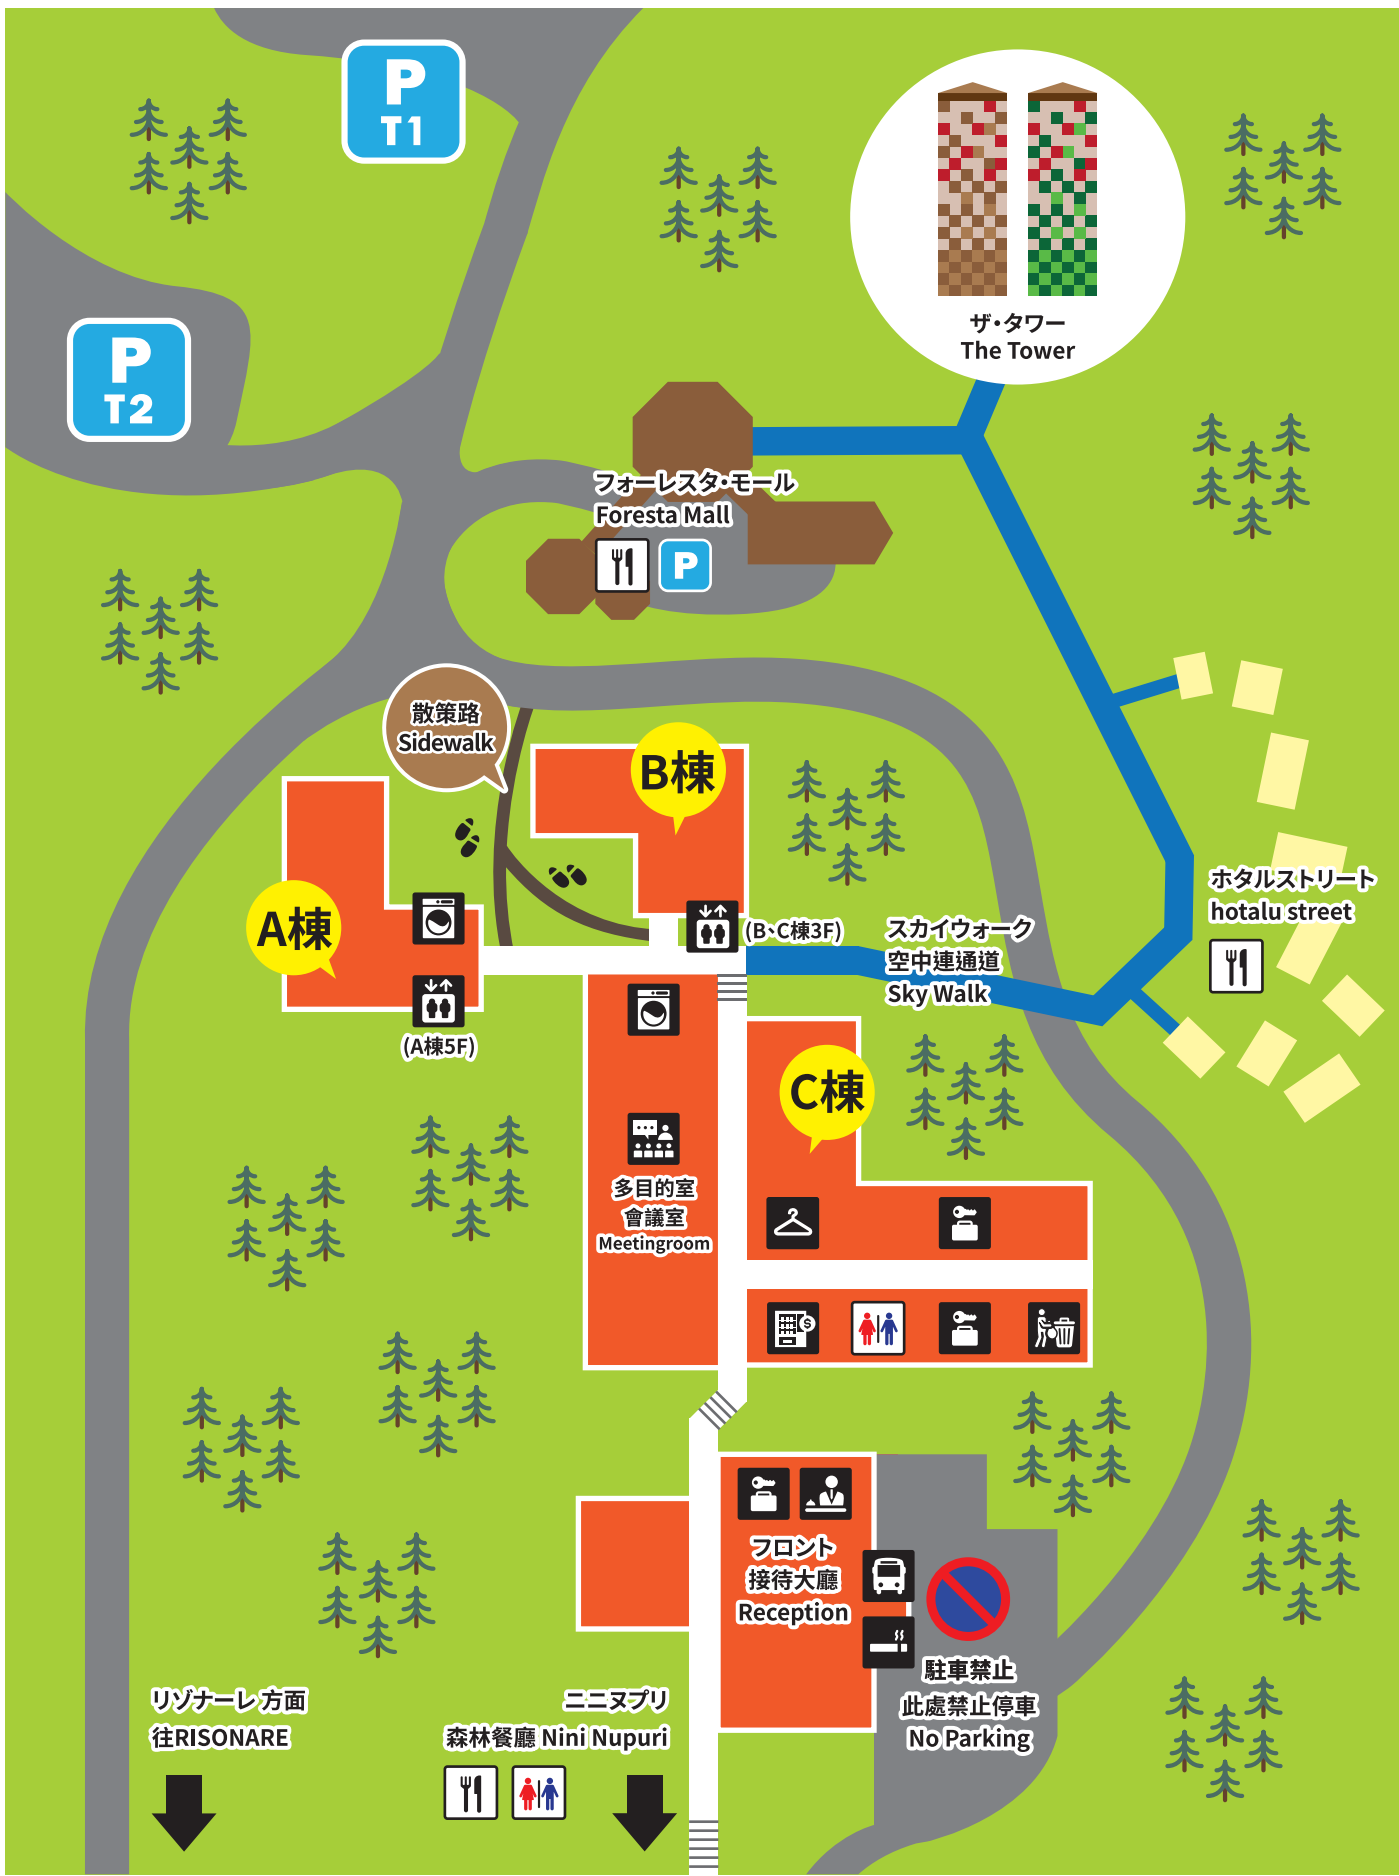 P
T1
P
T2
ザ・タワー
The Tower
フォーレスタ・モール
Foresta Mall
P
散策路
Sidewalk
B棟
A棟
(B、C棟3F)
スカイウォーク
空中連通道
Sky Walk
ホタルストリート
hotalu street
(A棟5F)
C棟
多目的室
會議室
Meetingroom
$
フロント
接待大廳
Reception
駐車禁止
此處禁止停車
No Parking
リゾナーレ 方面
往RISONARE
ニニヌプリ
森林餐廳 Nini Nupuri